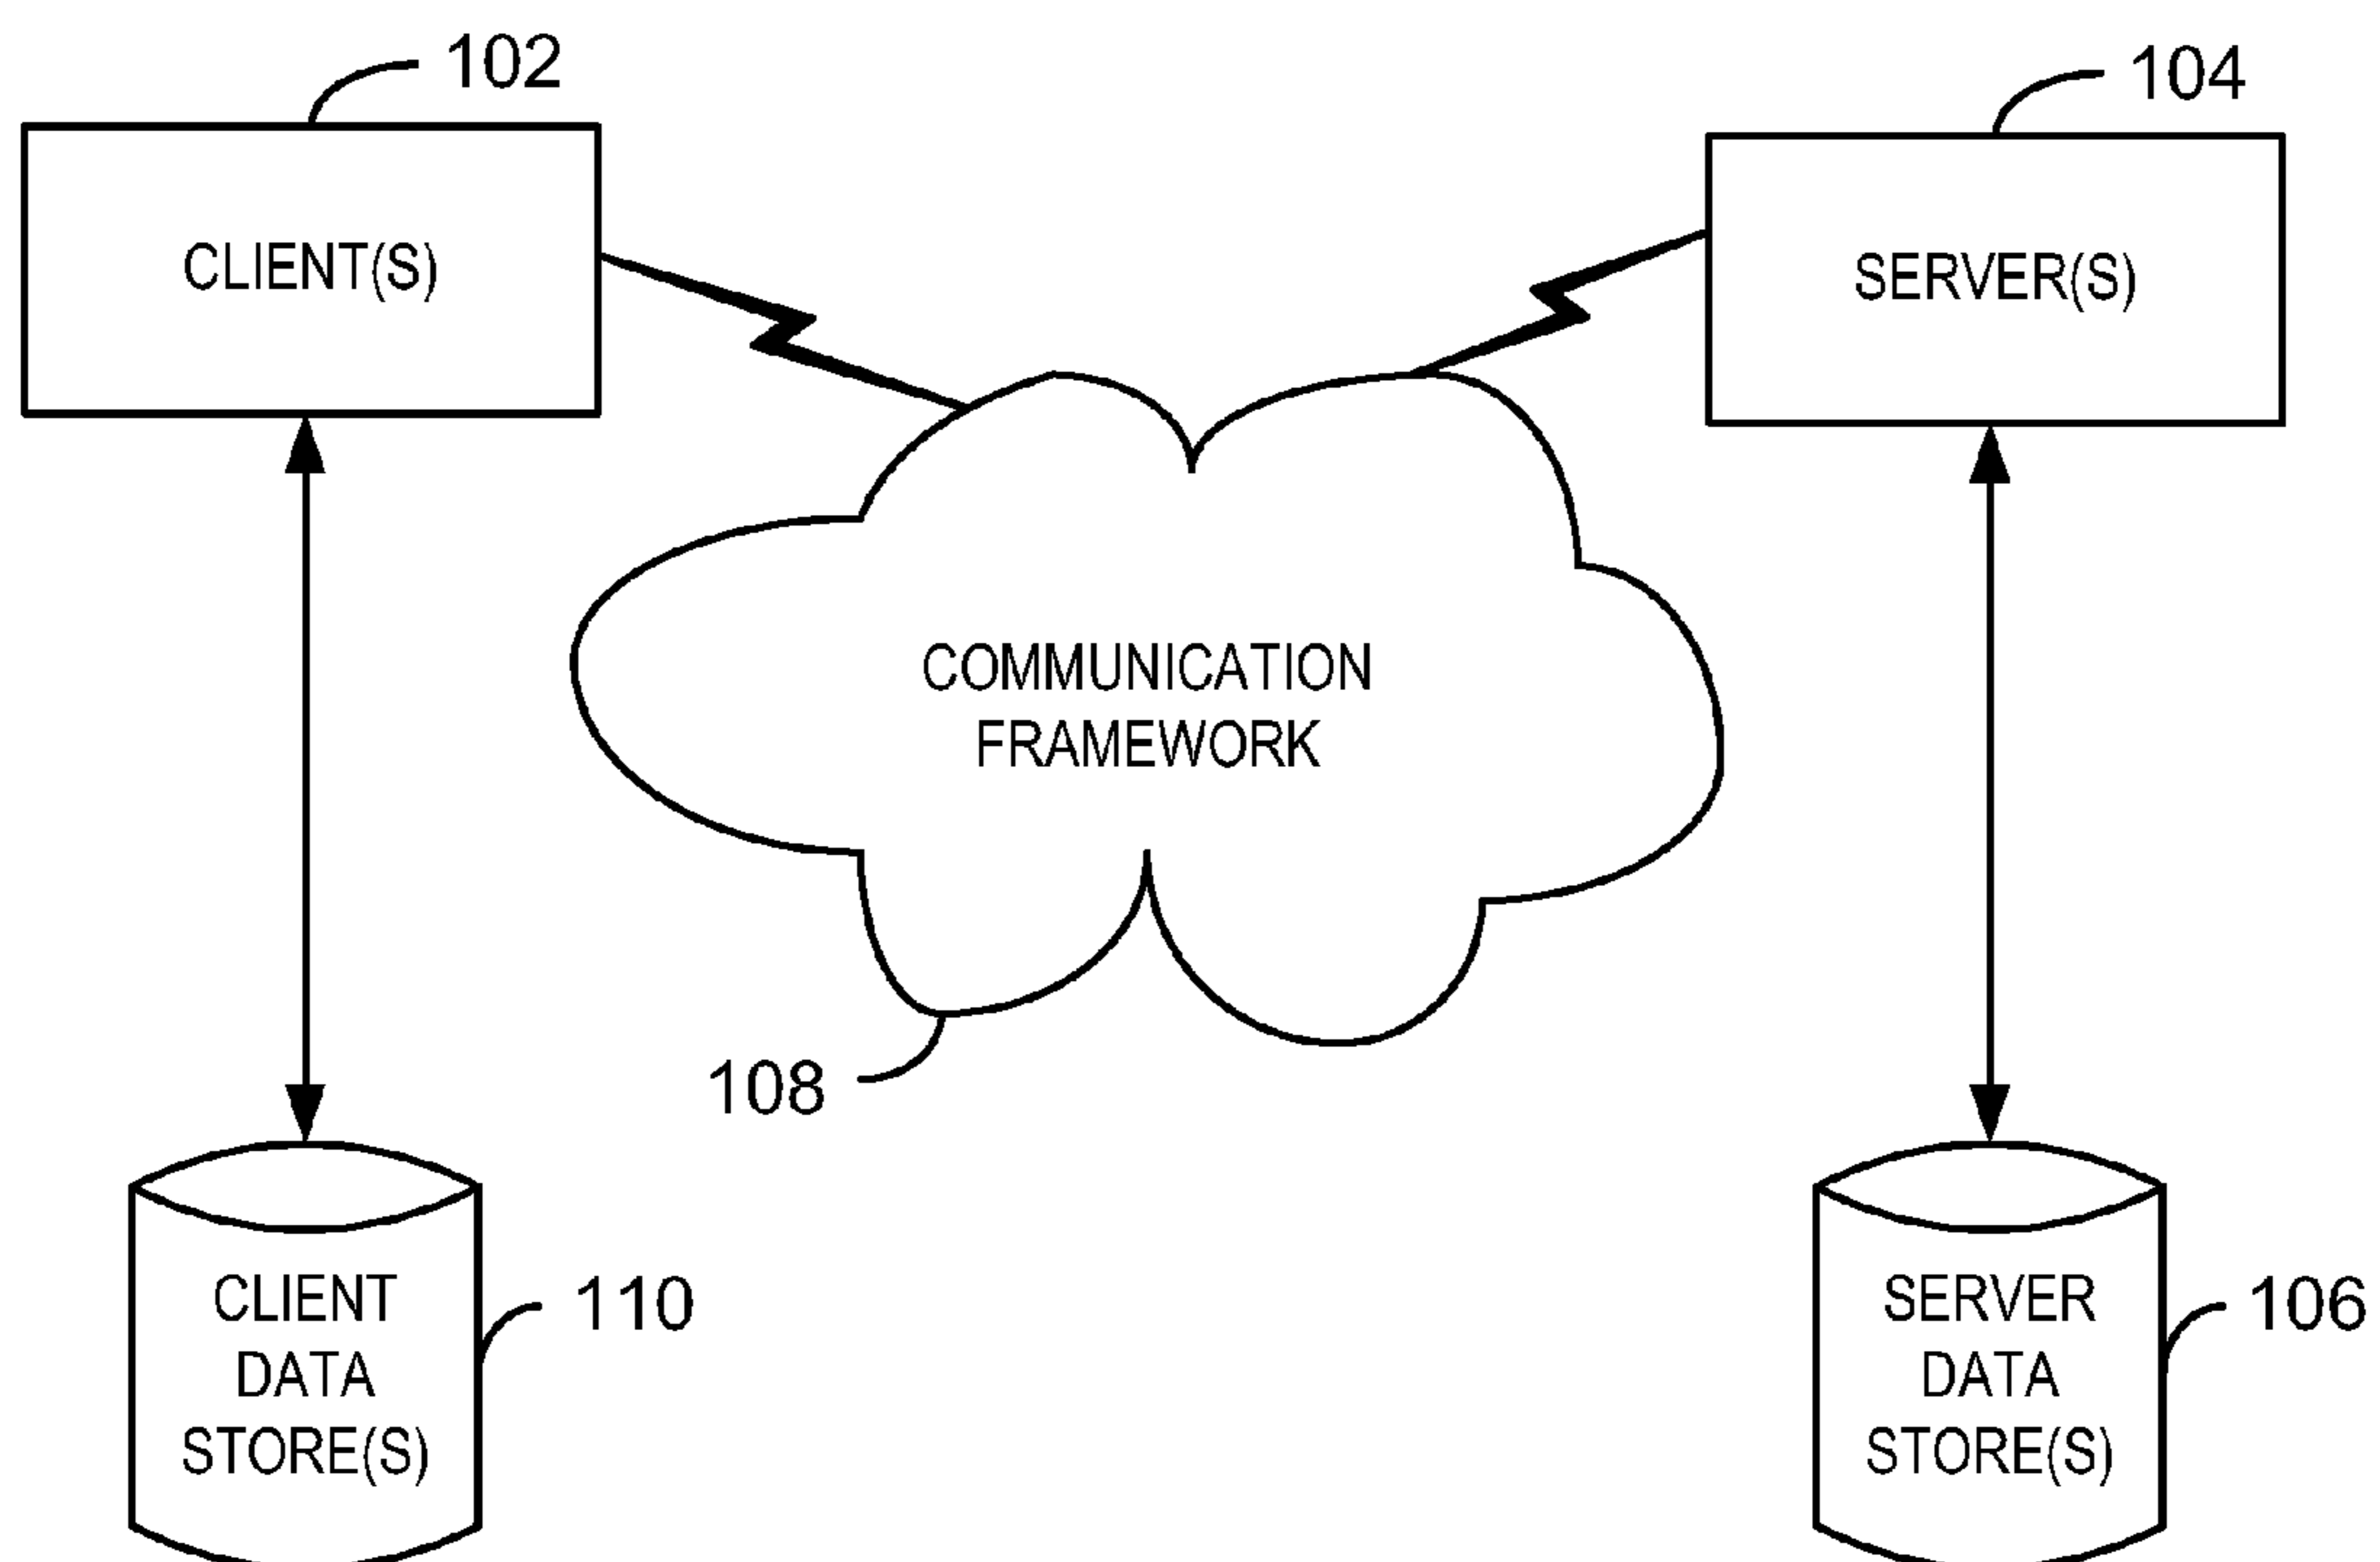 102
104
CLIENT(S)
SERVER(S)
COMMUNICATION
FRAMEWORK
108
CLIENT
DATA
STORE(S)
110
SERVER
DATA
STORE(S)
106